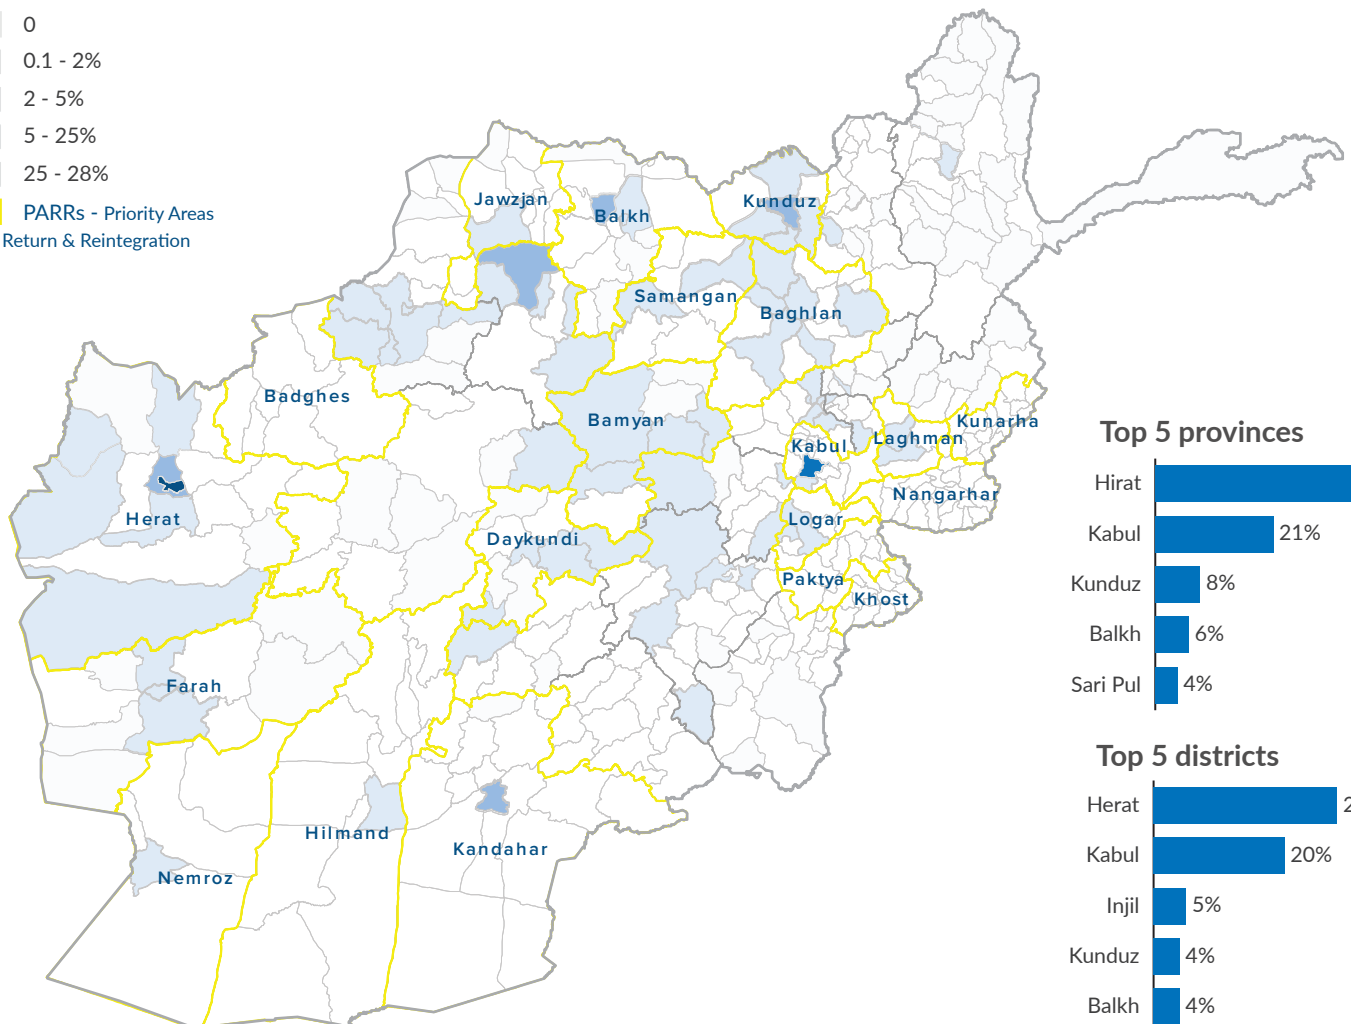 0
0.1 - 2%
2 - 5%
5 - 25%
25 - 28%
PARRs - Priority Areas
Return & Reintegration
Jawzjan
Balkh
Kunduz
Samangan
Baghlan
Badghes
Bamyan
Kabul
Laghman
Kunarha
Nangarhar
Herat
Daykundi
Logar
Paktya
Khost
Farah
Hilmand
Kandahar
Nemroz
Top 5 provinces
Hirat
Kabul 21%
Kunduz 8%
Balkh 6%
Sari Pul 4%
Top 5 districts
Herat 2
Kabul 20%
Injil 5%
Kunduz 4%
Balkh 4%